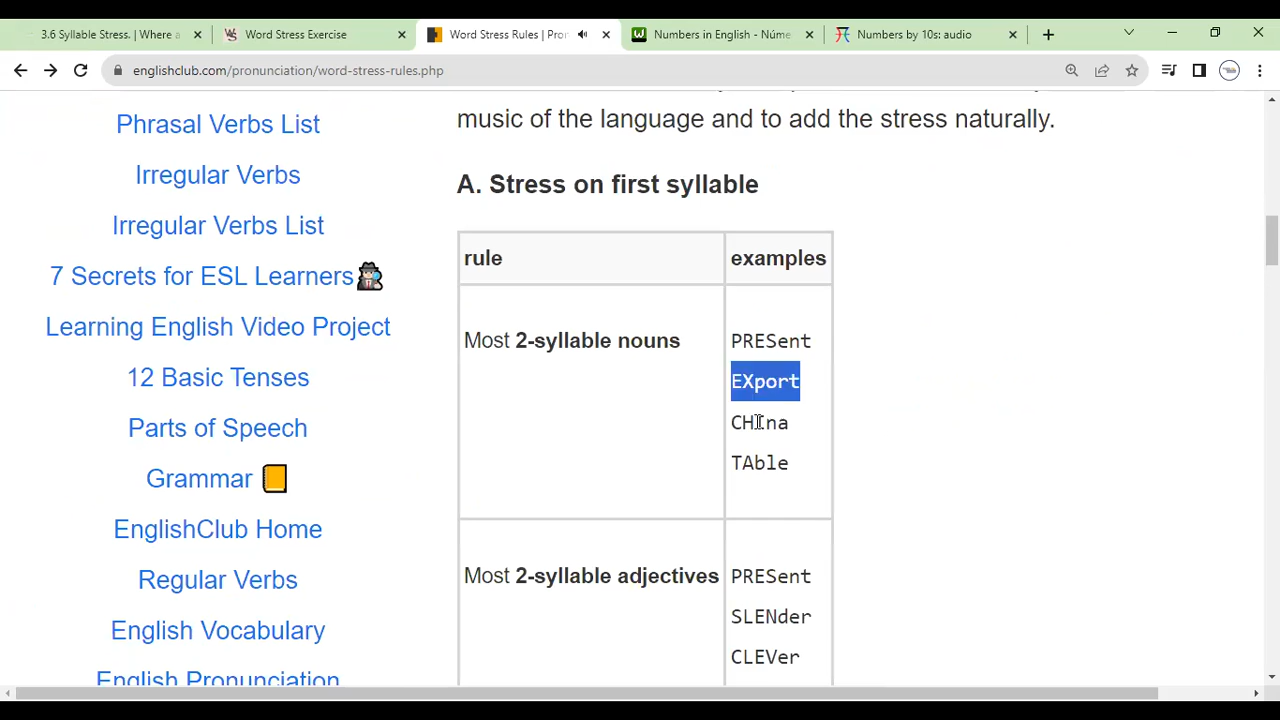 3.6 Syllable Stress. | Where a
Word Stress Exercise
Word Stress Rules | Pron
Numbers in English - Núme
Numbers by 10s: audio
englishclub.com/pronunciation/word-stress-rules.php
Phrasal Verbs List
Irregular Verbs
Irregular Verbs List
7 Secrets for ESL Learners
Learning English Video Project
12 Basic Tenses
Parts of Speech
Grammar
EnglishClub Home
Regular Verbs
English Vocabulary
English Pronunciation
music of the language and to add the stress naturally.
A. Stress on first syllable
rule examples
Most 2-syllable nouns
PRESent
EXport
CHIna
TAble
Most 2-syllable adjectives
PRESent
SLENder
CLEVer